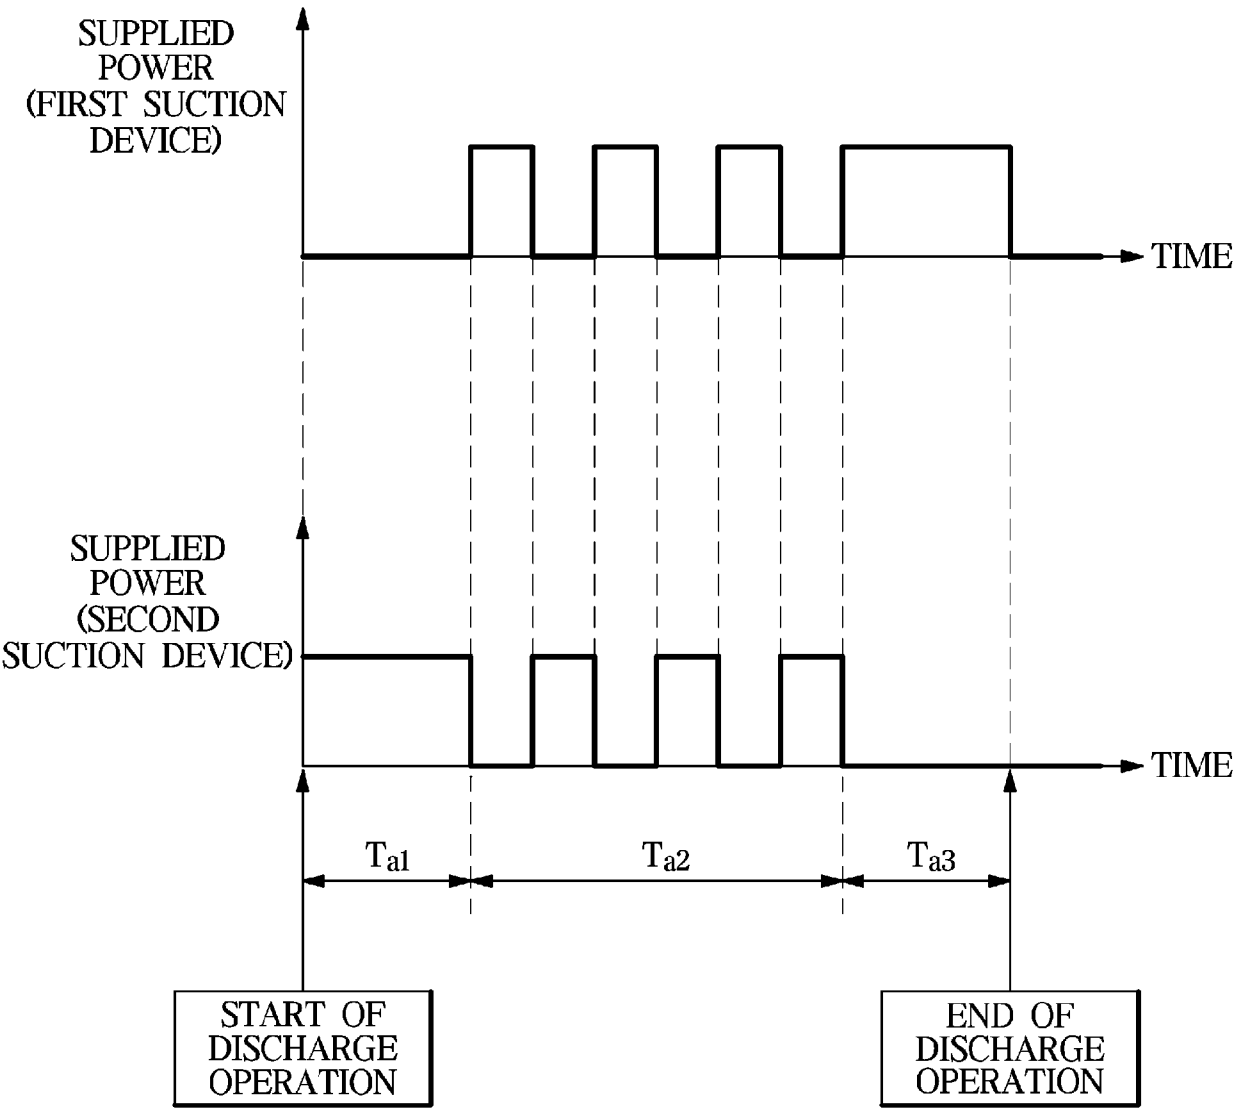 SUPPLIED
POWER
(FIRST SUCTION
DEVICE)
TIME
SUPPLIED
POWER
(SECOND
SUCTION DEVICE)
TIME
Ta1
Ta2
Ta3
START OF
DISCHARGE
OPERATION
END OF
DISCHARGE
OPERATION